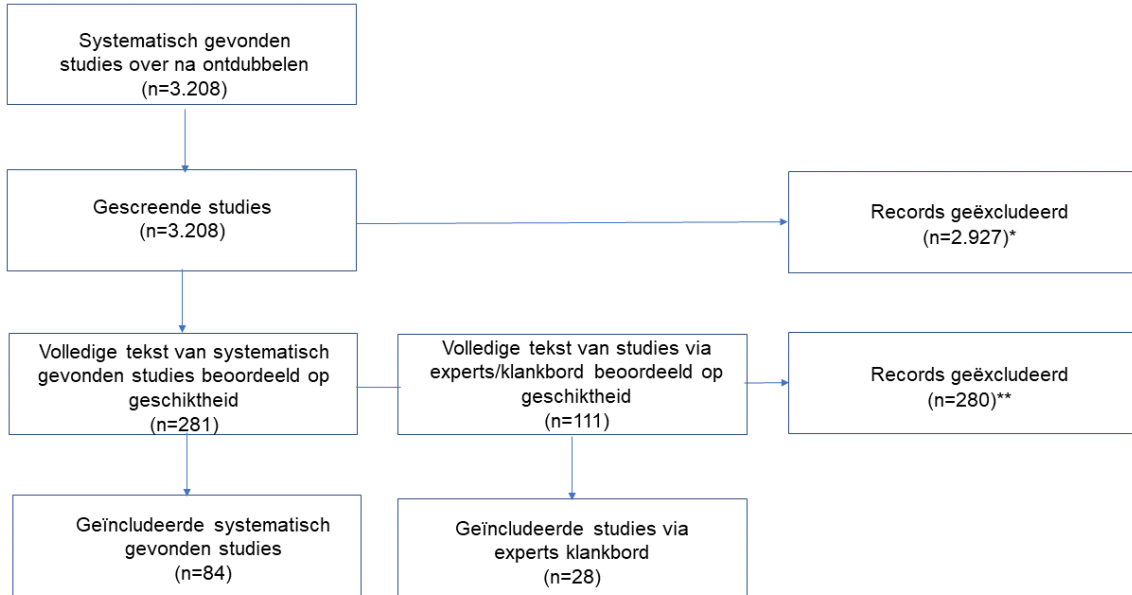 Systematisch gevonden
studies over na ontdubbelen
(n=3.208)
Gescreende studies
(n=3.208)
Records geëxcludeerd
(n=2.927)*
Volledige tekst van systematisch
gevonden studies beoordeeld op
geschiktheid
(n=281)
Volledige tekst van studies via
experts/klankbord beoordeeld op
geschiktheid
(n=111)
Records geëxcludeerd
(n=280)**
Geïncludeerde systematisch
gevonden studies
(n=84)
Geïncludeerde studies via
experts klankbord
(n=28)